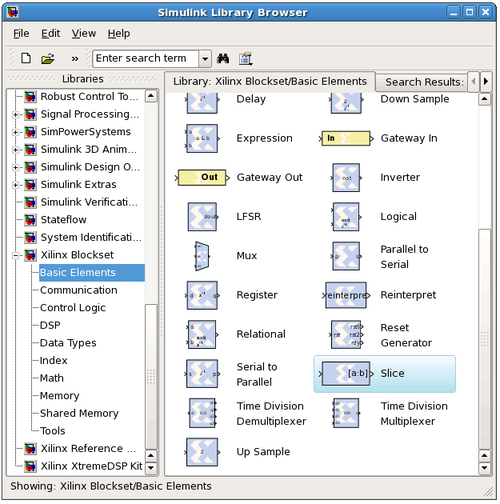 Simulink Library Browser
File Edit View Help
» Enter search term
Libraries
Library: Xilinx Blockset/Basic Elements
Search Results:
Robust Control To...
Signal Processing...
SimPowerSystems
Simulink 3D Anim...
Simulink Design O...
Simulink Extras
Simulink Verificati...
Stateflow
System Identificati...
Xilinx Blockset
Basic Elements
Communication
Control Logic
DSP
Data Types
Index
Math
Memory
Shared Memory
Tools
Xilinx Reference ...
Xilinx XtremeDSP Kit
Delay
Down Sample
Expression
In
Gateway In
Out
Gateway Out
not
Inverter
LFSR
Logical
Mux
Parallel to
Serial
Register
reinterpre
Reinterpret
Relational
Reset
Generator
Serial to
Parallel
[a:b]
Slice
Time Division
Demultiplexer
Time Division
Multiplexer
Up Sample
Showing: Xilinx Blockset/Basic Elements